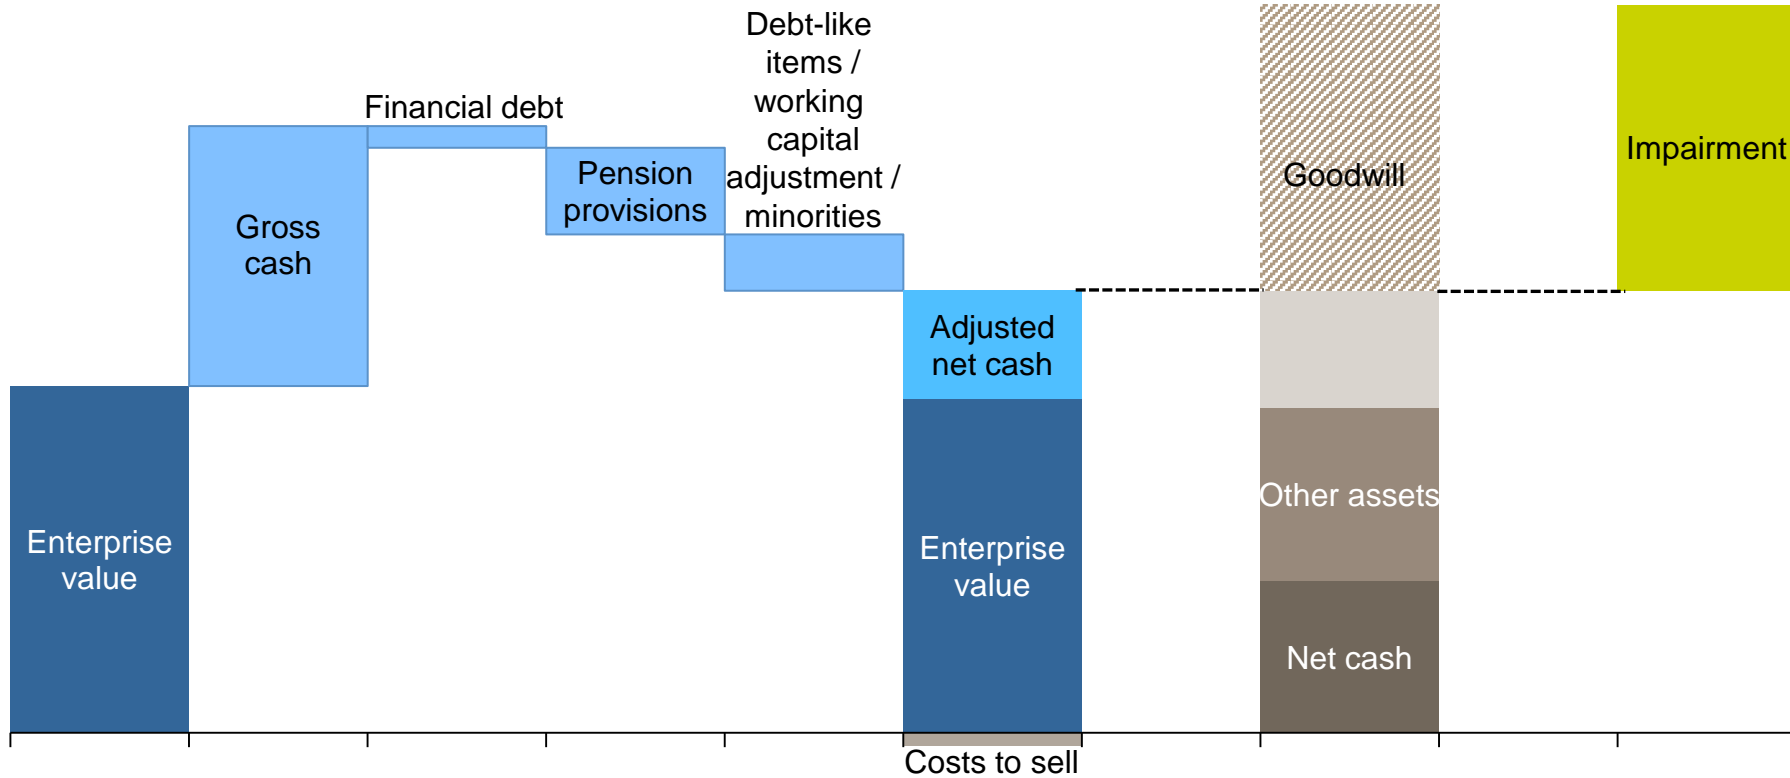 Enterprise
value
Gross
cash
Financial debt
Pension
provisions
Debt-like
items /
working
capital
adjustment /
minorities
Adjusted
net cash
Enterprise
value
Costs to sell
Goodwill
Other assets
Net cash
Impairment